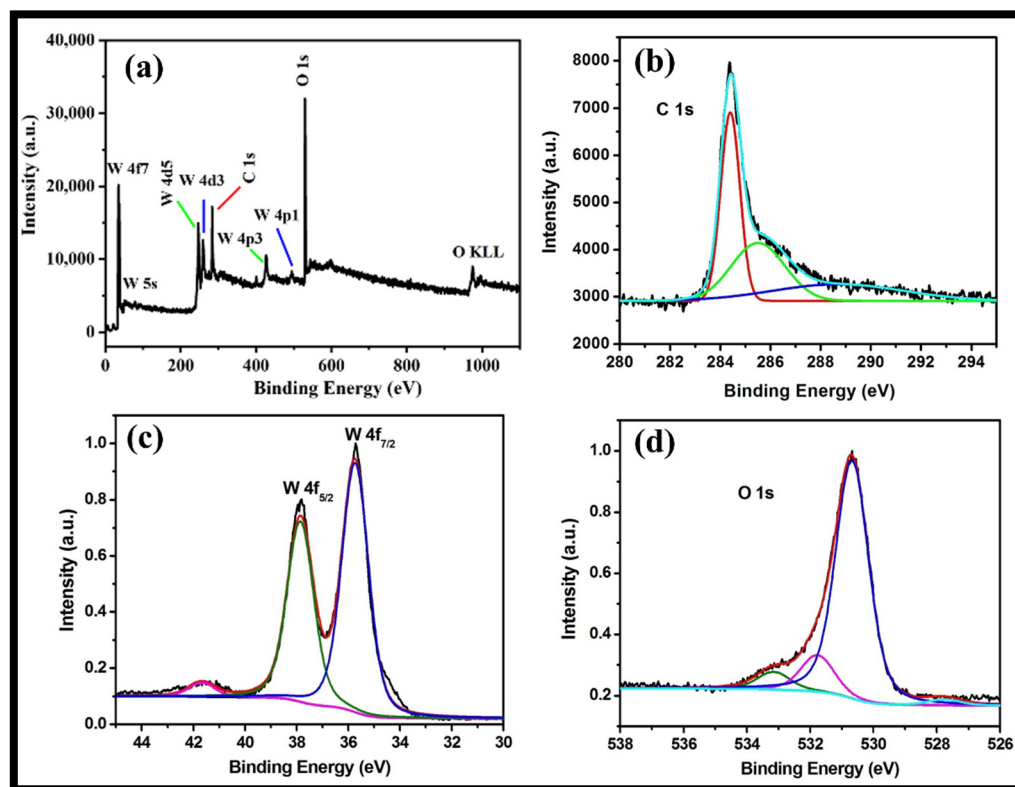 (a)
40,000
30,000
20,000
10,000
0
Intensity (a.u.)
W 4f7
W 5s
W 4d5
W 4d3
C 1s
W 4p3
W 4p1
O 1s
O KLL
0 200 400 600 800 1000
Binding Energy (eV)
(b)
C 1s
8000
7000
6000
5000
4000
3000
2000
Intensity (a.u.)
280 282 284 286 288 290 292 294
Binding Energy (eV)
(c)
W 4f7/2
W 4f5/2
1.0
0.8
0.6
0.4
0.2
0.0
Intensity (a.u.)
44 42 40 38 36 34 32 30
Binding Energy (eV)
(d)
O 1s
1.0
0.8
0.6
0.4
0.2
Intensity (a.u.)
538 536 534 532 530 528 526
Binding Energy (eV)